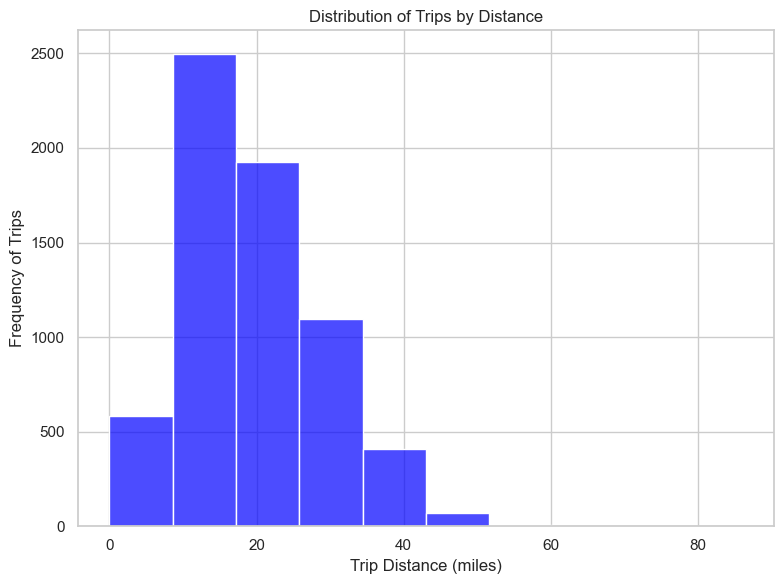 Distribution of Trips by Distance
Frequency of Trips
2500
2000
1500
1000
500
0
0 20 40 60 80
Trip Distance (miles)